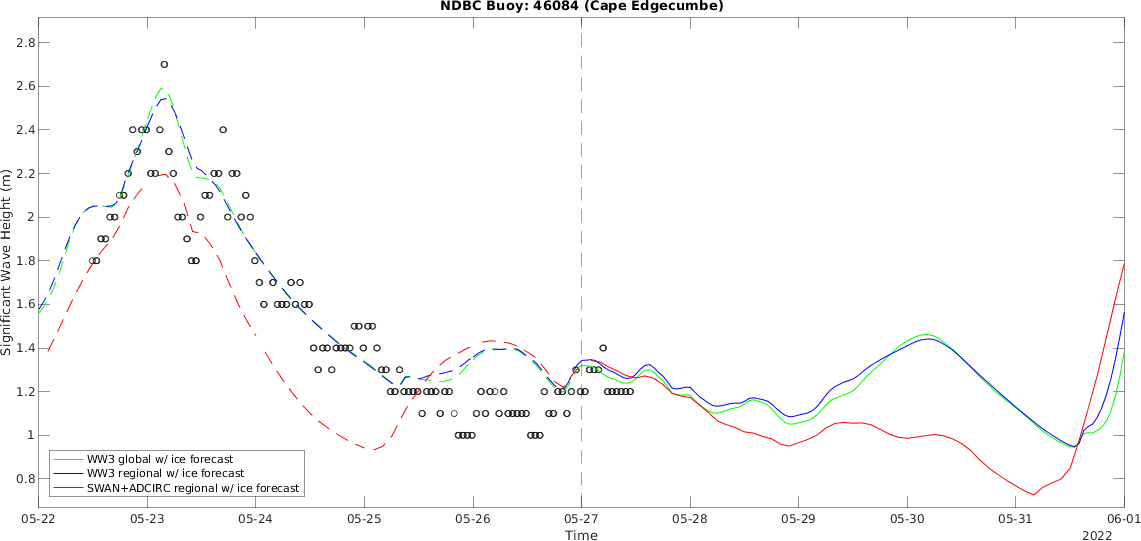 NDBC Buoy: 46084 (Cape Edgecumbe)
2.8
2.6
2.4
2.2
2
1.8
1.6
1.4
1.2
1
0.8
Significant Wave Height (m)
WW3 global w/ ice forecast
WW3 regional w/ ice forecast
SWAN+ADCIRC regional w/ ice forecast
05-22 05-23 05-24 05-25 05-26 05-27 05-28 05-29 05-30 05-31 06-01
Time
2022